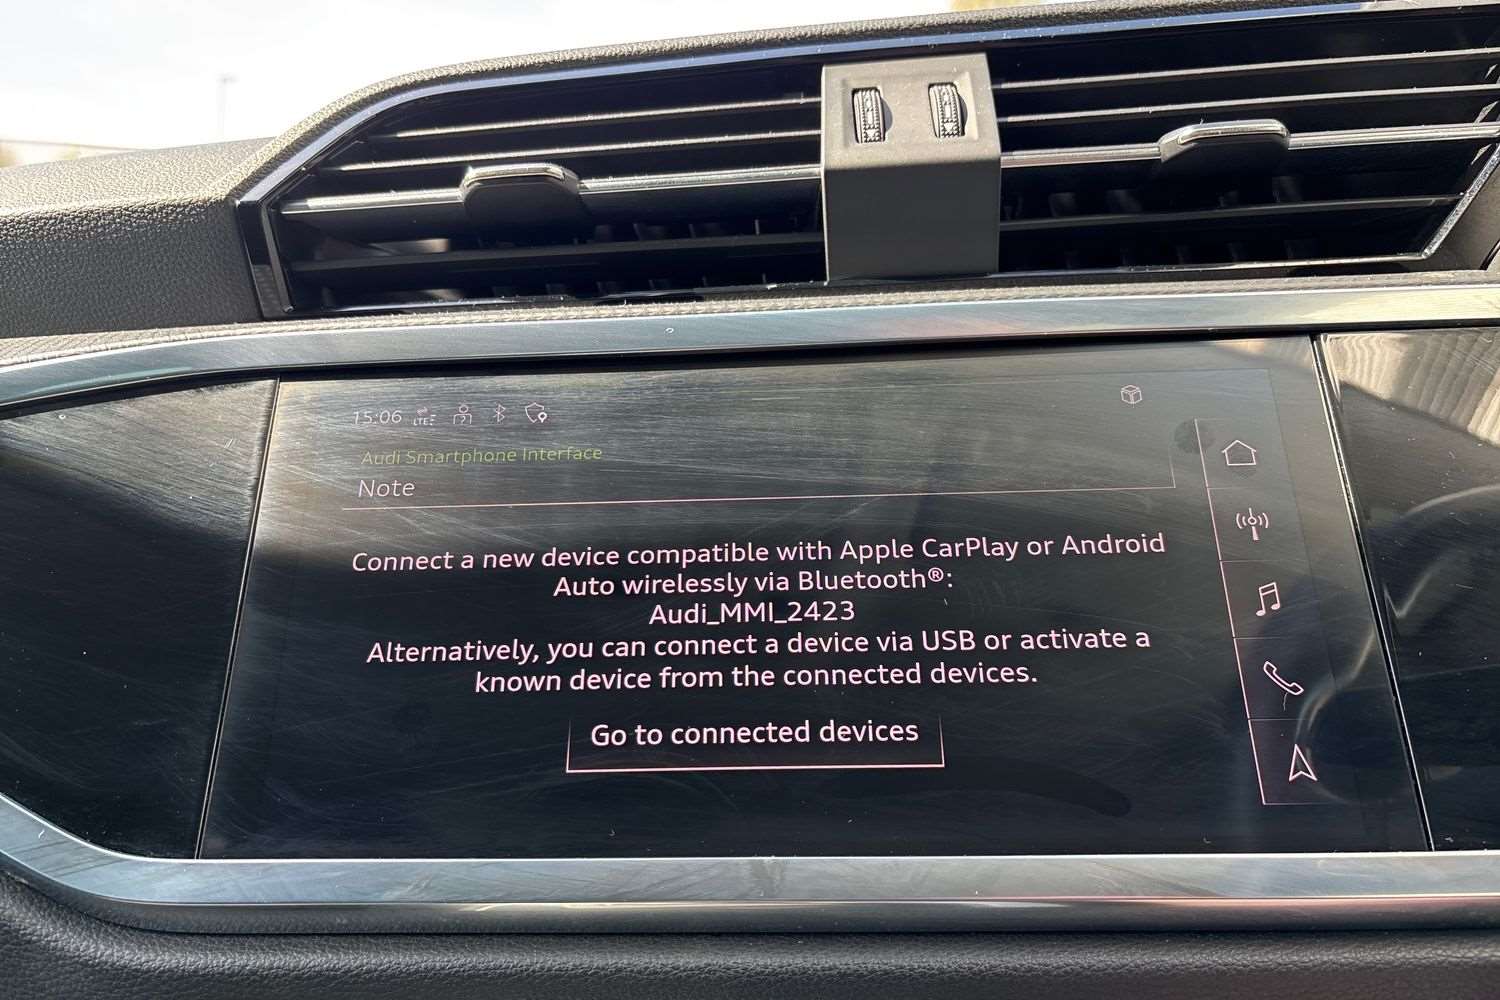 15:06 LTE
Audi Smartphone Interface
Note
Connect a new device compatible with Apple CarPlay or Android
Auto wirelessly via Bluetooth®:
Audi_MMI_2423
Alternatively, you can connect a device via USB or activate a
known device from the connected devices.
Go to connected devices